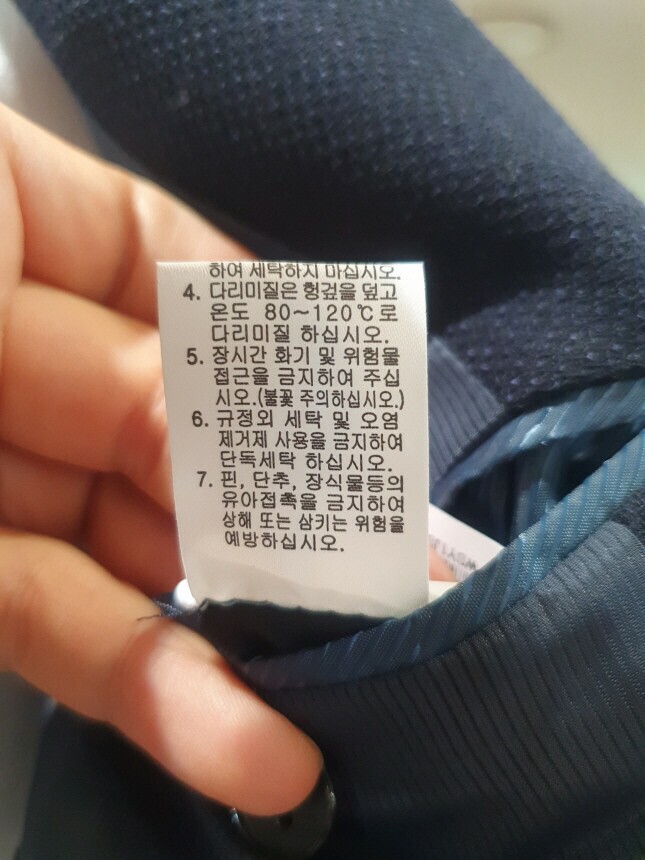 하여 세탁하지 마십시오.
4. 다리미질은 헝겊을 덮고
온도 80~120℃로
다리미질 하십시오.
5. 장시간 화기 및 위험물
접근을 금지하여 주십
시오.(불꽃 주의하십시오.)
6. 규정외 세탁 및 오염
제거제 사용을 금지하여
단독세탁 하십시오.
7. 핀, 단추, 장식물등의
유아접촉을 금지하여
상해 또는 삼키는 위험을
예방하십시오.